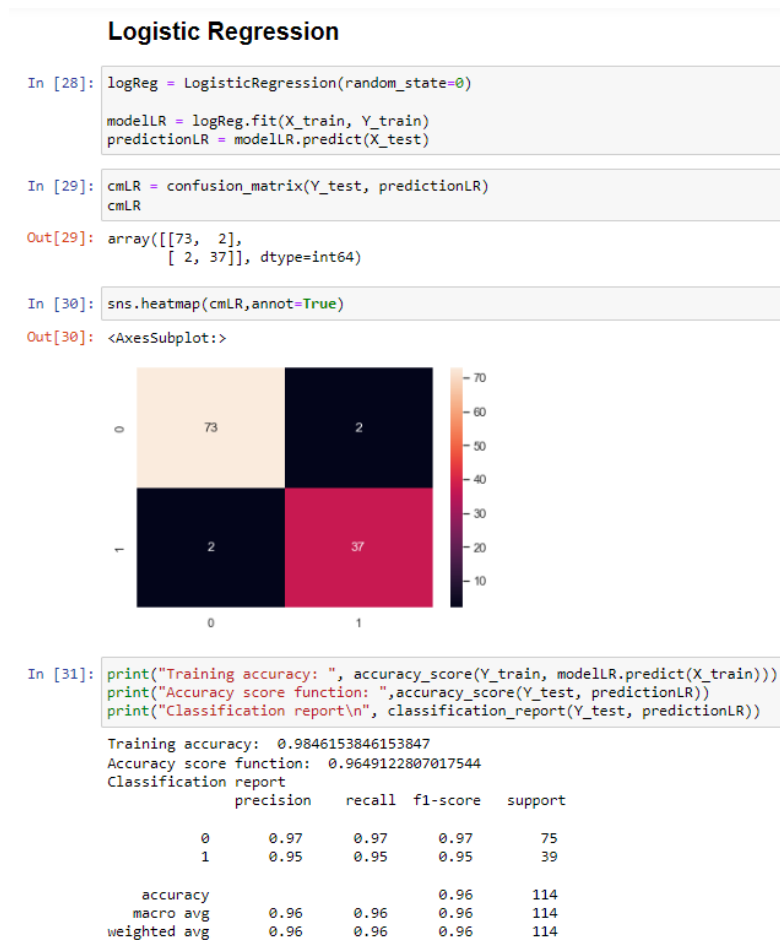 Logistic Regression
In [28]: logReg = LogisticRegression(random_state=0)
modelLR = logReg.fit(X_train, Y_train)
predictionLR = modelLR.predict(X_test)
In [29]: cmLR = confusion_matrix(Y_test, predictionLR)
cmLR
Out[29]: array([[73,  2],
       [ 2, 37]], dtype=int64)
In [30]: sns.heatmap(cmLR,annot=True)
Out[30]: <AxesSubplot:>
70
0 73 2
60
50
40
30
1 2 37
20
10
0 1
In [31]: print("Training accuracy: ", accuracy_score(Y_train, modelLR.predict(X_train)))
print("Accuracy score function: ",accuracy_score(Y_test, predictionLR))
print("Classification report\n", classification_report(Y_test, predictionLR))
Training accuracy:  0.9846153846153847
Accuracy score function:  0.9649122807017544
Classification report
precision    recall  f1-score   support
0       0.97      0.97      0.97        75
1       0.95      0.95      0.95        39
accuracy                           0.96       114
macro avg       0.96      0.96      0.96       114
weighted avg       0.96      0.96      0.96       114